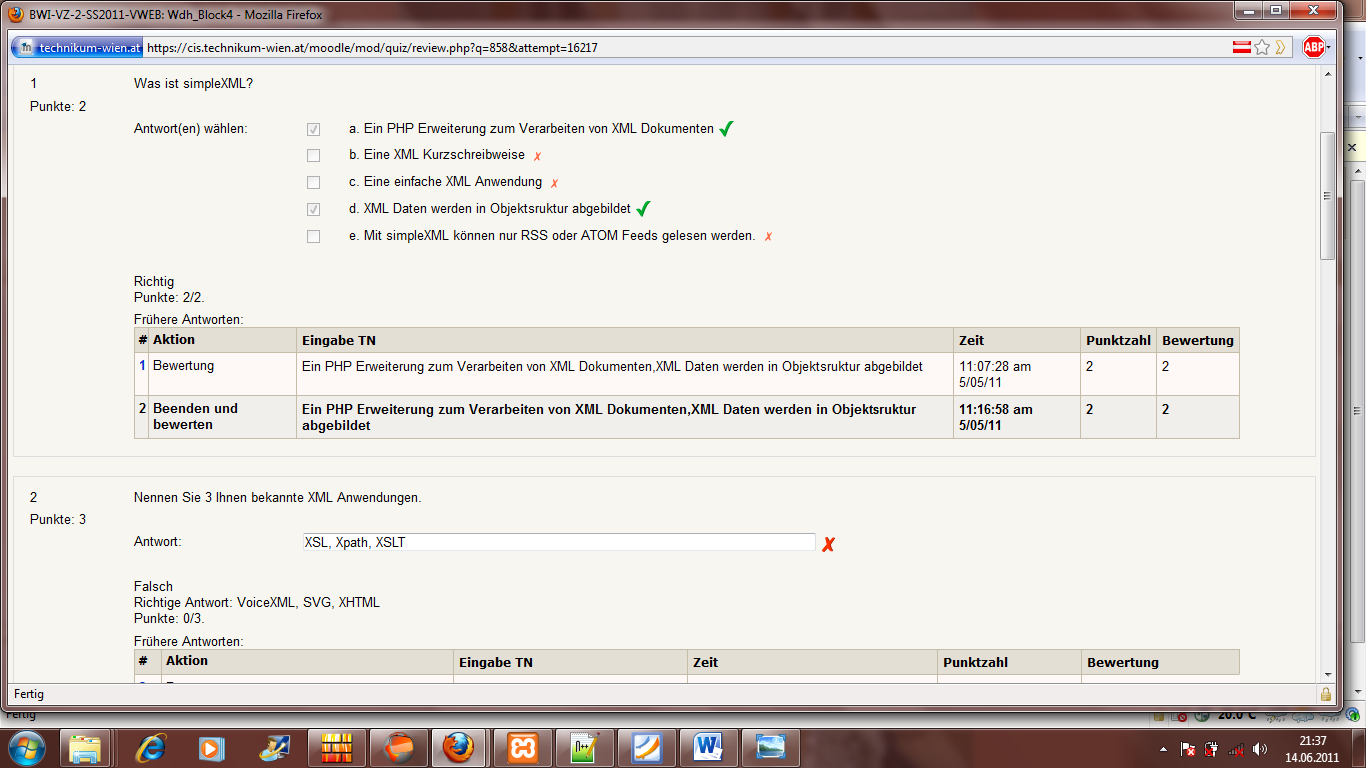 BWI-VZ-2-SS2011-VWEB: Wdh_Block4 - Mozilla Firefox
technikum-wien.at https://cis.technikum-wien.at/moodle/mod/quiz/review.php?q=858&attempt=16217
ABP
1 Was ist simpleXML?
Punkte: 2
Antwort(en) wählen:
a. Ein PHP Erweiterung zum Verarbeiten von XML Dokumenten
b. Eine XML Kurzschreibweise
c. Eine einfache XML Anwendung
d. XML Daten werden in Objektsruktur abgebildet
e. Mit simpleXML können nur RSS oder ATOM Feeds gelesen werden.
Richtig
Punkte: 2/2.
Frühere Antworten:
# Aktion Eingabe TN Zeit Punktzahl Bewertung
1 Bewertung Ein PHP Erweiterung zum Verarbeiten von XML Dokumenten,XML Daten werden in Objektsruktur abgebildet 11:07:28 am 2 2
5/05/11
2 Beenden und Ein PHP Erweiterung zum Verarbeiten von XML Dokumenten,XML Daten werden in Objektsruktur 11:16:58 am 2 2
bewerten abgebildet 5/05/11
2 Nennen Sie 3 Ihnen bekannte XML Anwendungen.
Punkte: 3
Antwort: XSL, Xpath, XSLT
Falsch
Richtige Antwort: VoiceXML, SVG, XHTML
Punkte: 0/3.
Frühere Antworten:
# Aktion Eingabe TN Zeit Punktzahl Bewertung
Fertig
Fertig 20.0°C
21:37
14.06.2011